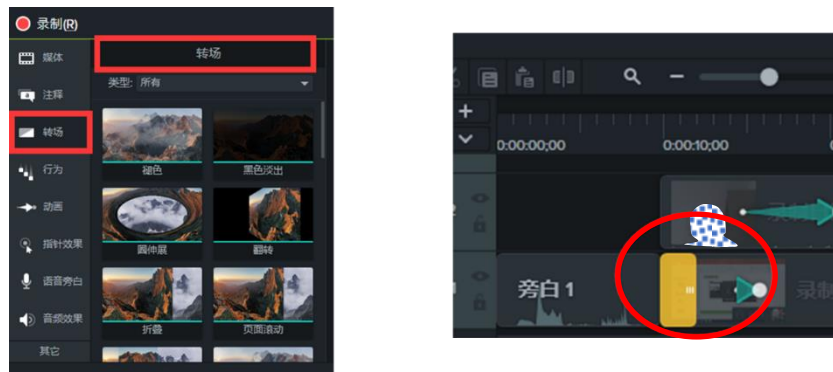 录制(R)
媒体
注释
转场
行为
动画
指针效果
语音旁白
音频效果
其它
转场
类型: 所有
褪色
黑色淡出
圆伸展
翻转
折叠
页面滚动
0:00:00;00
0:00:10;00
旁白 1
录制